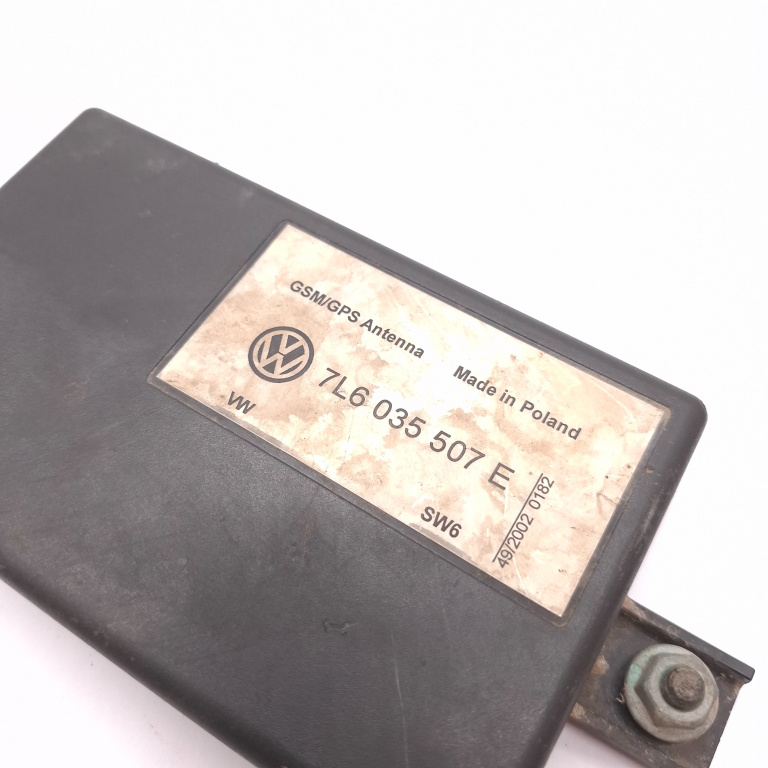 GSM/GPS Antenna Made in Poland
7L6 035 507 E
VW
SW6
49/2002 0182